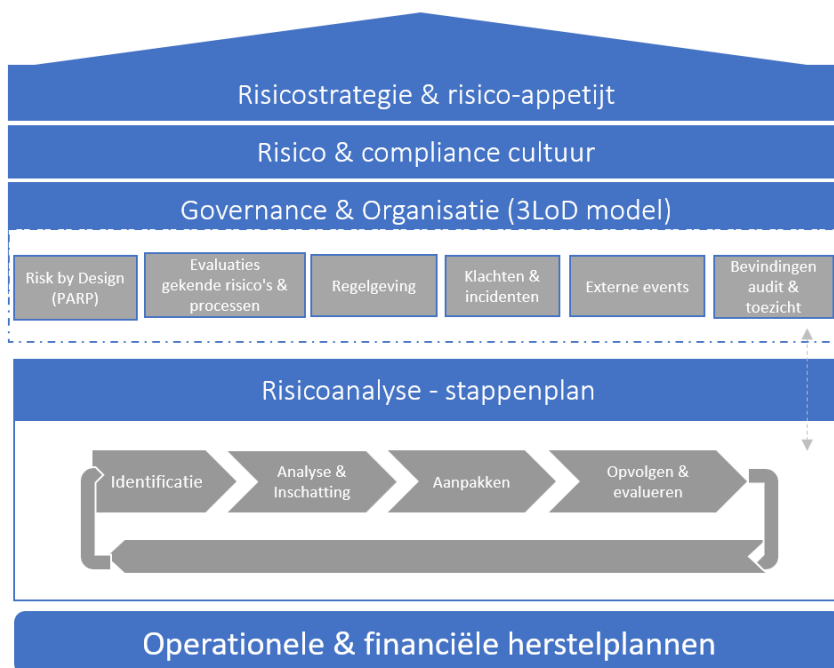 Risicostrategie & risico-appetijt
Risico & compliance cultuur
Governance & Organisatie (3LoD model)
Risk by Design
(PARP)
Evaluaties
gekende risico's &
processen
Regelgeving
Klachten &
incidenten
Externe events
Bevindingen
audit &
toezicht
Risicoanalyse - stappenplan
Identificatie
Analyse &
Inschatting
Aanpakken
Opvolgen &
evalueren
Operationele & financiële herstelplannen